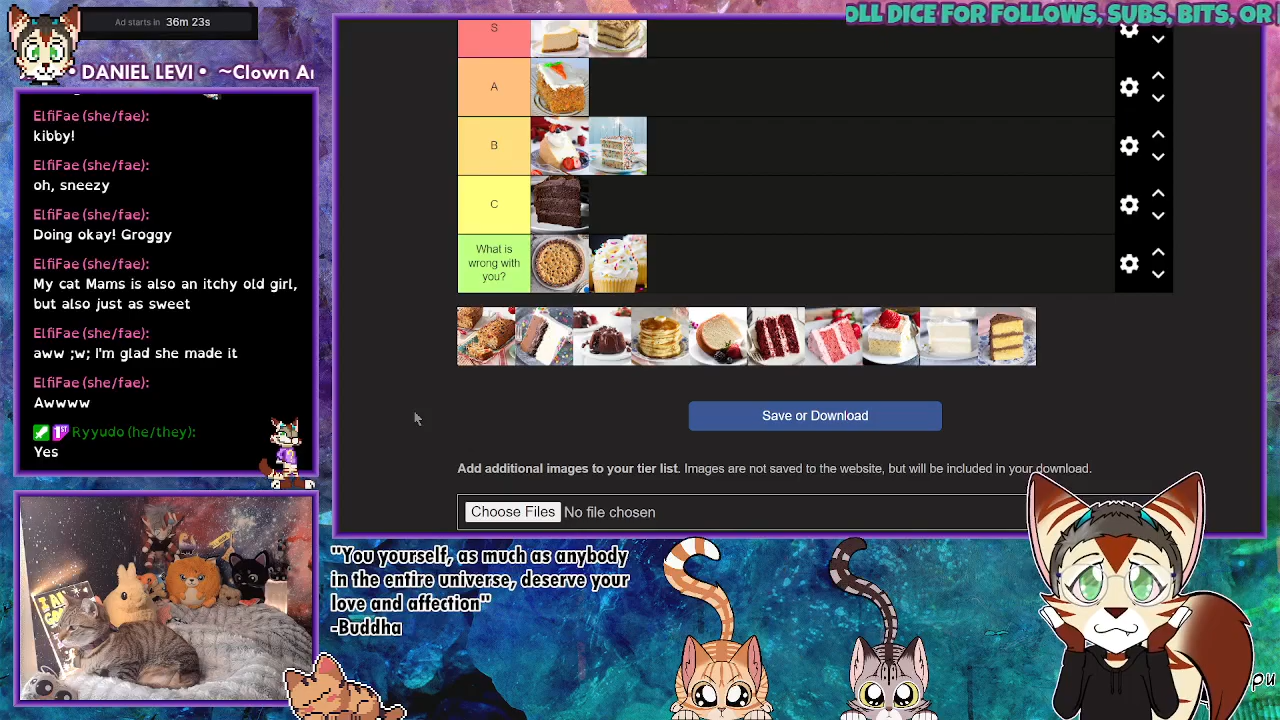 Ad starts in 36m 23s
OLL DICE FOR FOLLOWS, SUBS, BITS, OR
• DANIEL LEVI • ~Clown Ar
ElfiFae (she/fae):
kibby!
ElfiFae (she/fae):
oh, sneezy
ElfiFae (she/fae):
Doing okay! Groggy
ElfiFae (she/fae):
My cat Mams is also an itchy old girl,
but also just as sweet
ElfiFae (she/fae):
aww ;w; I'm glad she made it
ElfiFae (she/fae):
Awwww
Ryyudo (he/they):
Yes
S
A
B
C
What is
wrong with
you?
Save or Download
Add additional images to your tier list. Images are not saved to the website, but will be included in your download.
Choose Files No file chosen
"You yourself, as much as anybody
in the entire universe, deserve your
love and affection"
-Buddha
pu